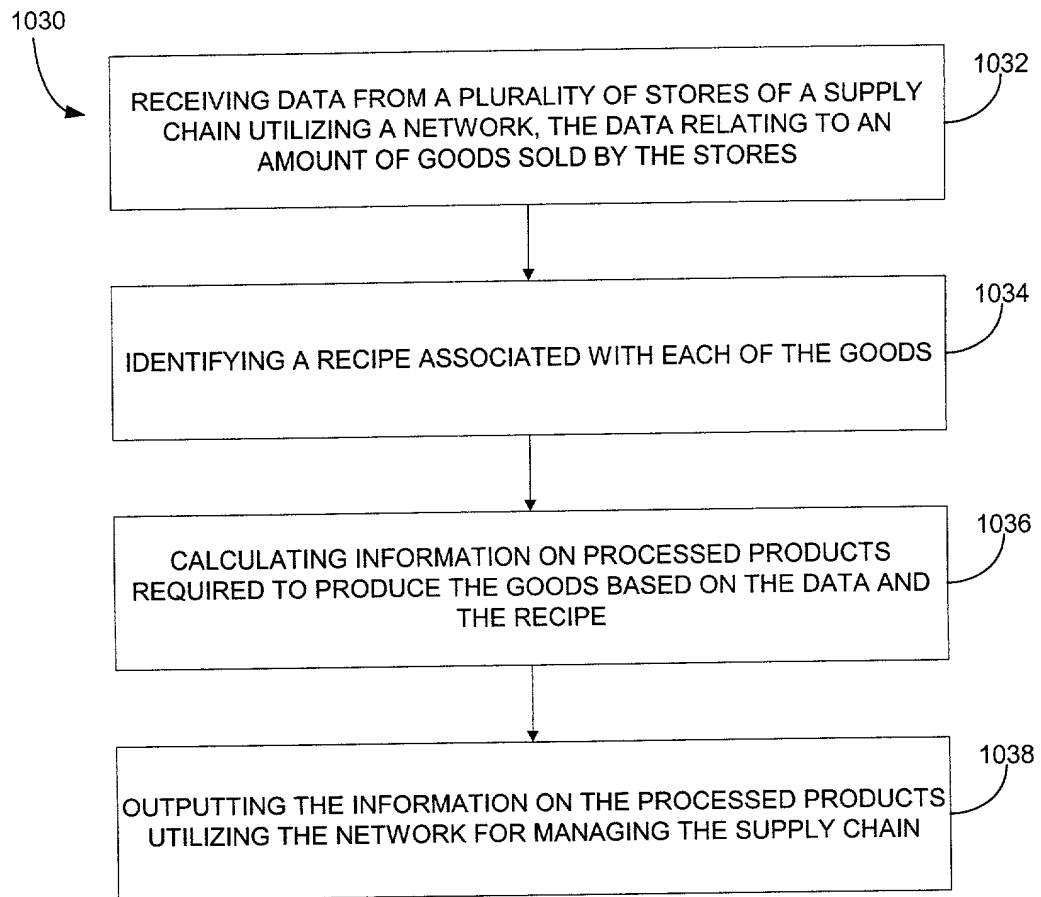 1030
1032
RECEIVING DATA FROM A PLURALITY OF STORES OF A SUPPLY
CHAIN UTILIZING A NETWORK, THE DATA RELATING TO AN
AMOUNT OF GOODS SOLD BY THE STORES
1034
IDENTIFYING A RECIPE ASSOCIATED WITH EACH OF THE GOODS
1036
CALCULATING INFORMATION ON PROCESSED PRODUCTS
REQUIRED TO PRODUCE THE GOODS BASED ON THE DATA AND
THE RECIPE
1038
OUTPUTTING THE INFORMATION ON THE PROCESSED PRODUCTS
UTILIZING THE NETWORK FOR MANAGING THE SUPPLY CHAIN